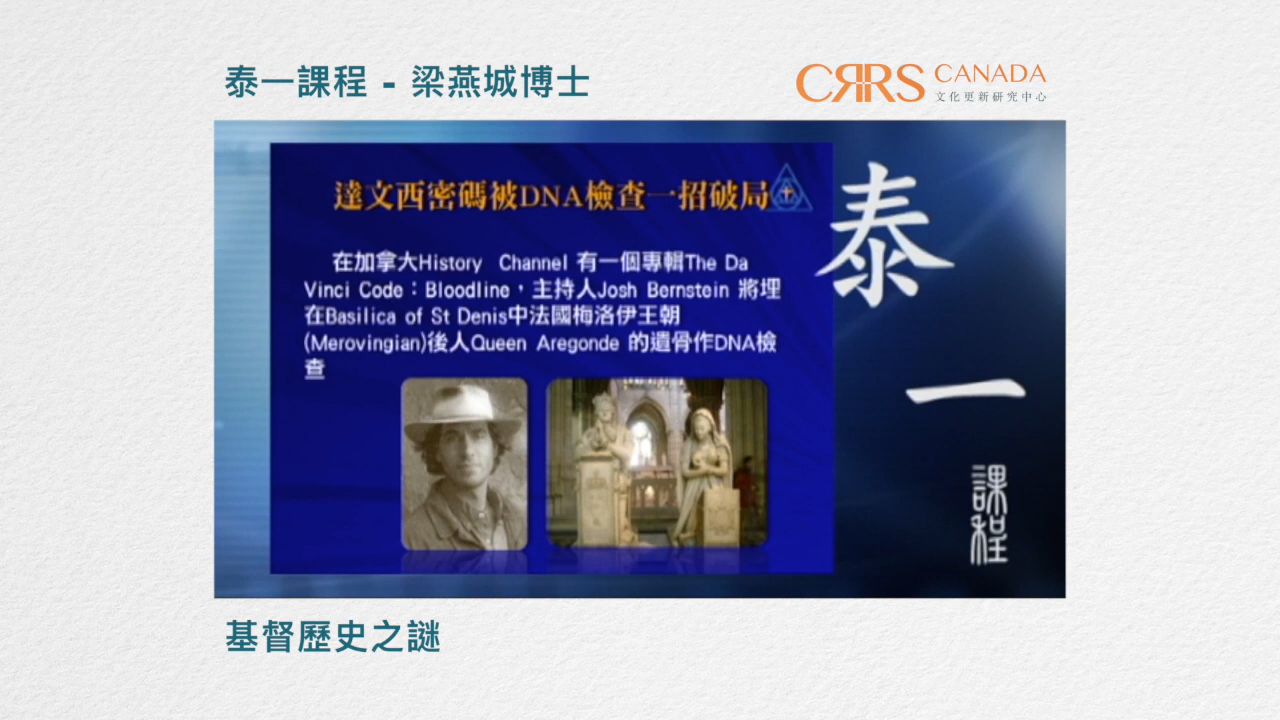 泰一課程 - 梁燕城博士
CRRS CANADA
文化更新研究中心
達文西密碼被DNA檢查一招破局
在加拿大History Channel 有一個專輯The Da
Vinci Code：Bloodline，主持人Josh Bernstein 將埋
在Basilica of St Denis中法國梅洛伊王朝
(Merovingian)後人Queen Aregonde 的遺骨作DNA檢
查
泰一
課程
基督歷史之謎